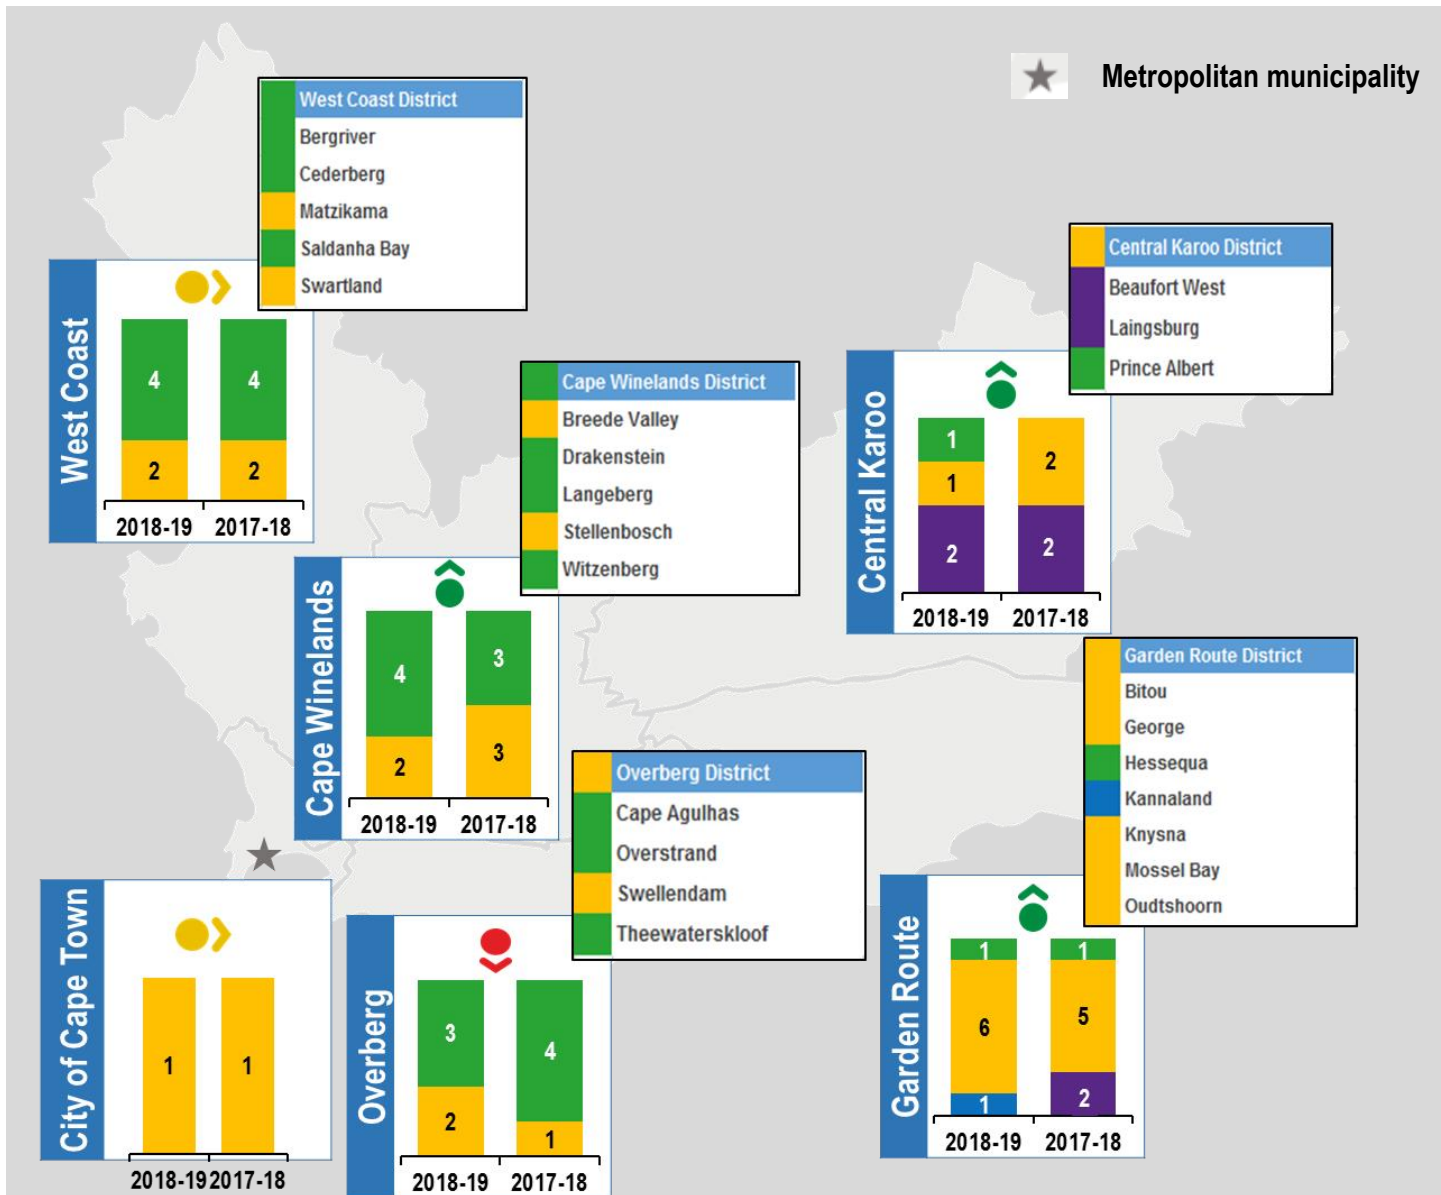 Metropolitan municipality
West Coast District
Bergriver
Cederberg
Matzikama
Saldanha Bay
Swartland
West Coast
4
4
2
2
2018-19
2017-18
Central Karoo District
Beaufort West
Laingsburg
Prince Albert
Central Karoo
1
2
1
2
2
2018-19
2017-18
Cape Winelands District
Breede Valley
Drakenstein
Langeberg
Stellenbosch
Witzenberg
Cape Winelands
4
3
2
3
2018-19
2017-18
Garden Route District
Bitou
George
Hessequa
Kannaland
Knysna
Mossel Bay
Oudtshoorn
Garden Route
1
1
6
5
1
2
2018-19
2017-18
Overberg District
Cape Agulhas
Overstrand
Swellendam
Theewaterskloof
Overberg
3
4
2
1
2018-19
2017-18
City of Cape Town
1
1
2018-19
2017-18